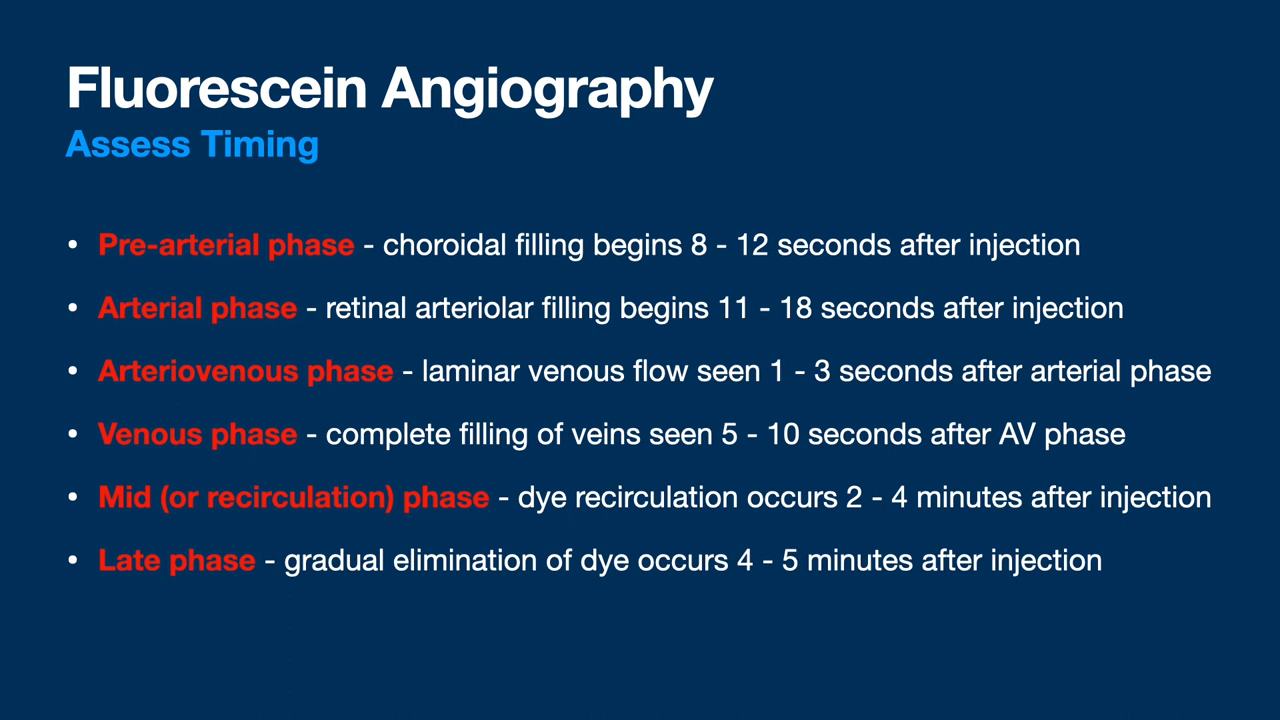 Fluorescein Angiography
Assess Timing
• Pre-arterial phase - choroidal filling begins 8 - 12 seconds after injection
• Arterial phase - retinal arteriolar filling begins 11 - 18 seconds after injection
• Arteriovenous phase - laminar venous flow seen 1 - 3 seconds after arterial phase
• Venous phase - complete filling of veins seen 5 - 10 seconds after AV phase
• Mid (or recirculation) phase - dye recirculation occurs 2 - 4 minutes after injection
• Late phase - gradual elimination of dye occurs 4 - 5 minutes after injection